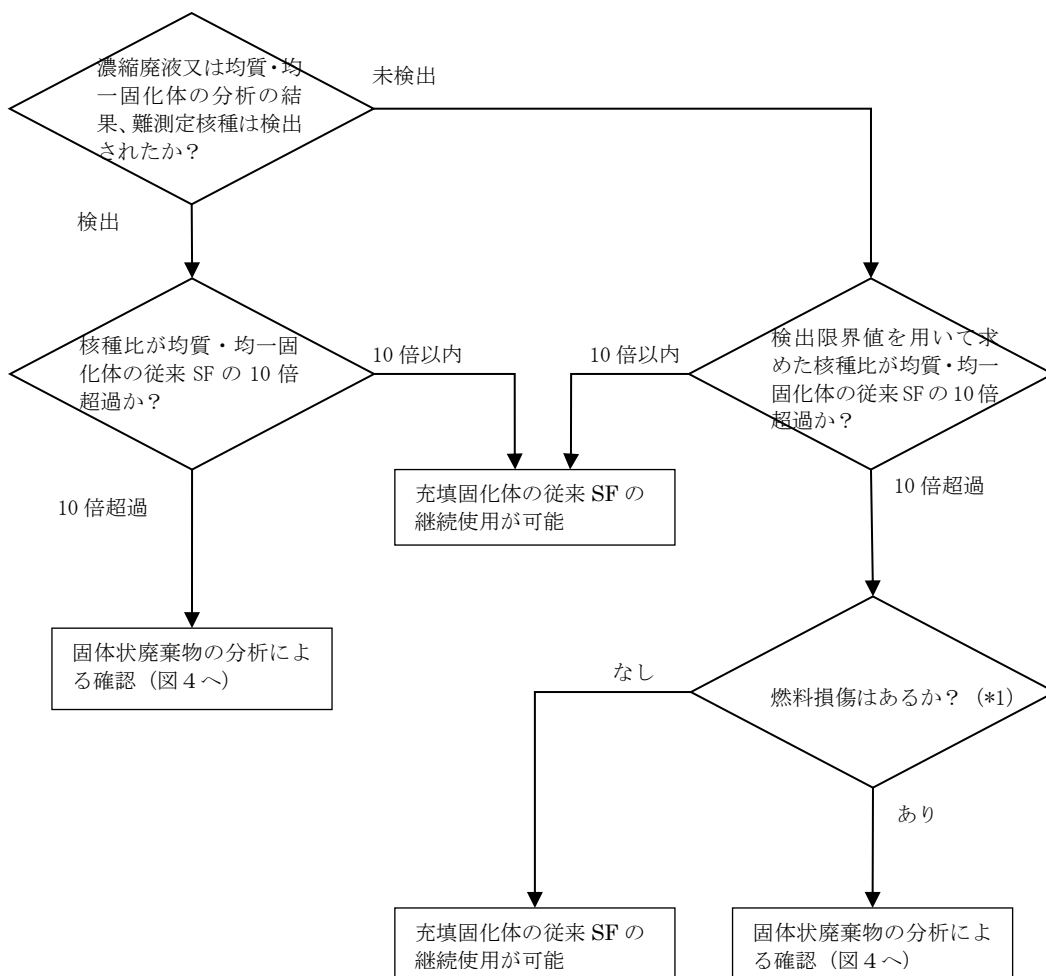 濃縮廃液又は均質・均
一固化体の分析の結
果、難測定核種は検出
されたか？
未検出
検出
核種比が均質・均一固
化体の従来 SF の 10 倍
超過か？
10 倍以内
10 倍以内
検出限界値を用いて求
めた核種比が均質・均一
固化体の従来 SF の 10 倍
超過か？
10 倍超過
充填固化体の従来 SF の
継続使用が可能
10 倍超過
固体状廃棄物の分析によ
る確認（図４へ）
なし
燃料損傷はあるか？ (*1)
あり
充填固化体の従来 SF の
継続使用が可能
固体状廃棄物の分析によ
る確認（図４へ）